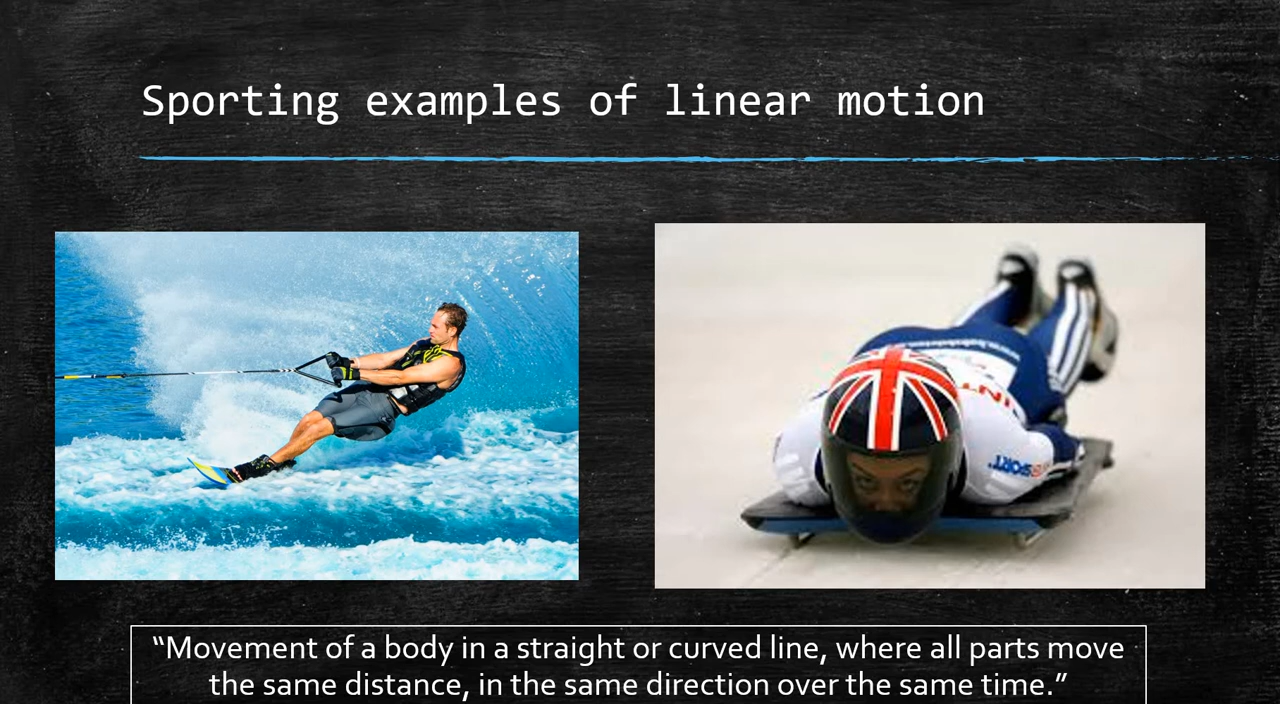 Sporting examples of linear motion
“Movement of a body in a straight or curved line, where all parts move
the same distance, in the same direction over the same time.”